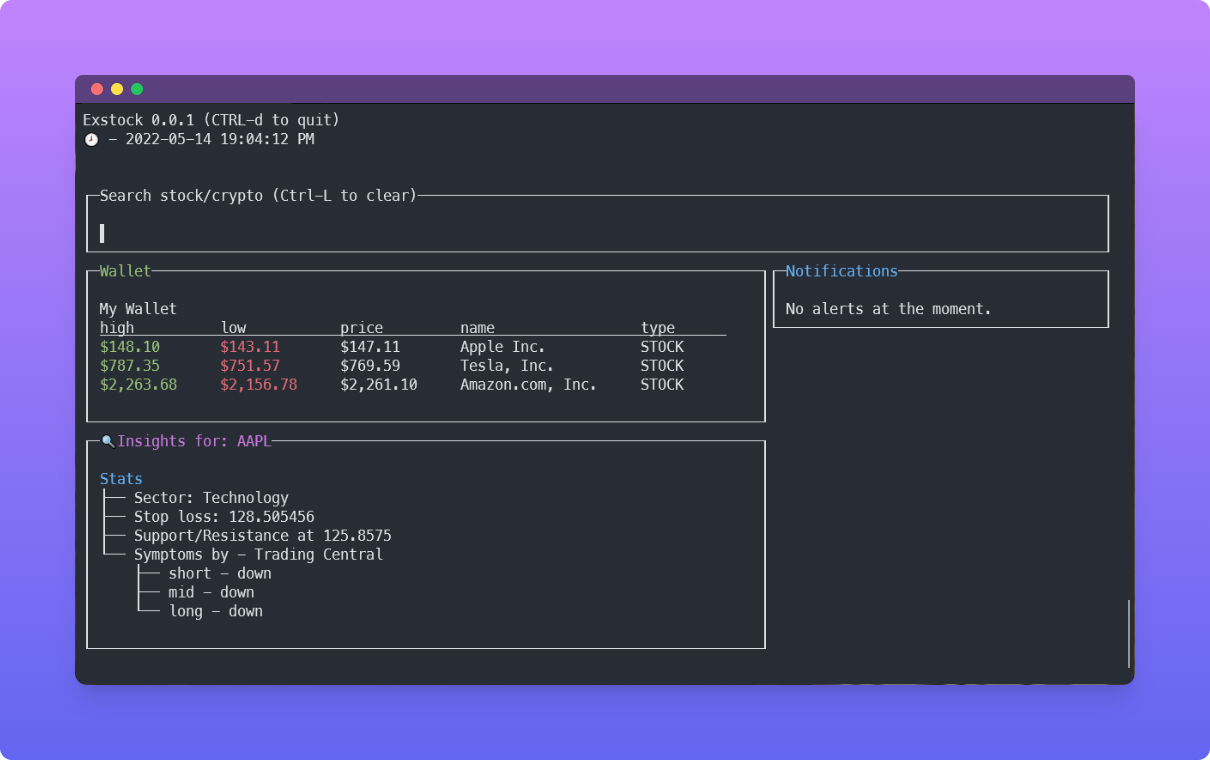 Exstock 0.0.1 (CTRL-d to quit)
🕗 - 2022-05-14 19:04:12 PM
Search stock/crypto (Ctrl-L to clear)
Wallet
My Wallet
high low price name type
$148.10 $143.11 $147.11 Apple Inc. STOCK
$787.35 $751.57 $769.59 Tesla, Inc. STOCK
$2,263.68 $2,156.78 $2,261.10 Amazon.com, Inc. STOCK
Notifications
No alerts at the moment.
🔍Insights for: AAPL
Stats
├── Sector: Technology
├── Stop loss: 128.505456
├── Support/Resistance at 125.8575
└── Symptoms by - Trading Central
    ├── short - down
    ├── mid - down
    └── long - down